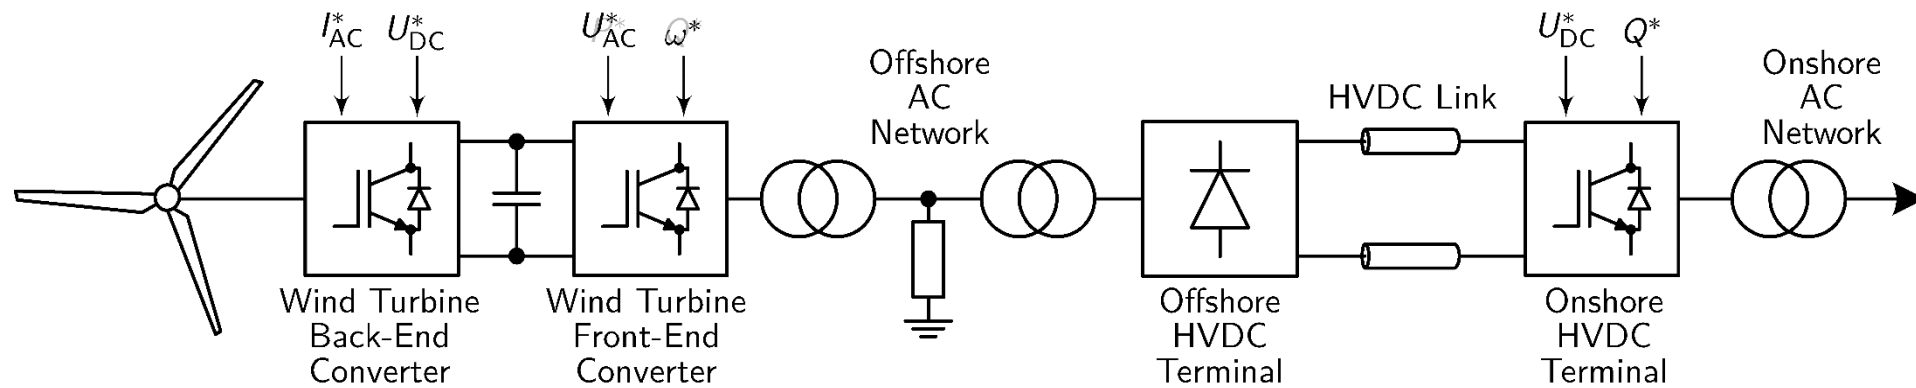 I*AC U*DC
U*AC ω*
U*DC Q*
Offshore
AC
Network
HVDC Link
Onshore
AC
Network
Wind Turbine
Back-End
Converter
Wind Turbine
Front-End
Converter
Offshore
HVDC
Terminal
Onshore
HVDC
Terminal